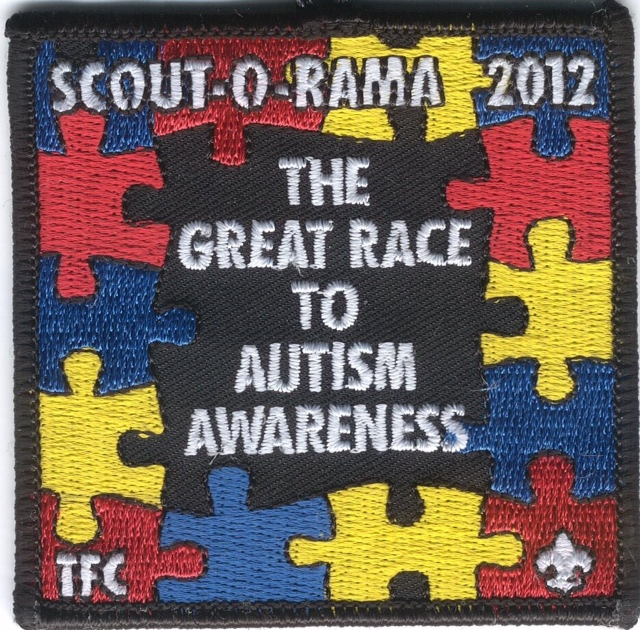 SCOUT-O-RAMA 2012
THE
GREAT RACE
TO
AUTISM
AWARENESS
TFC